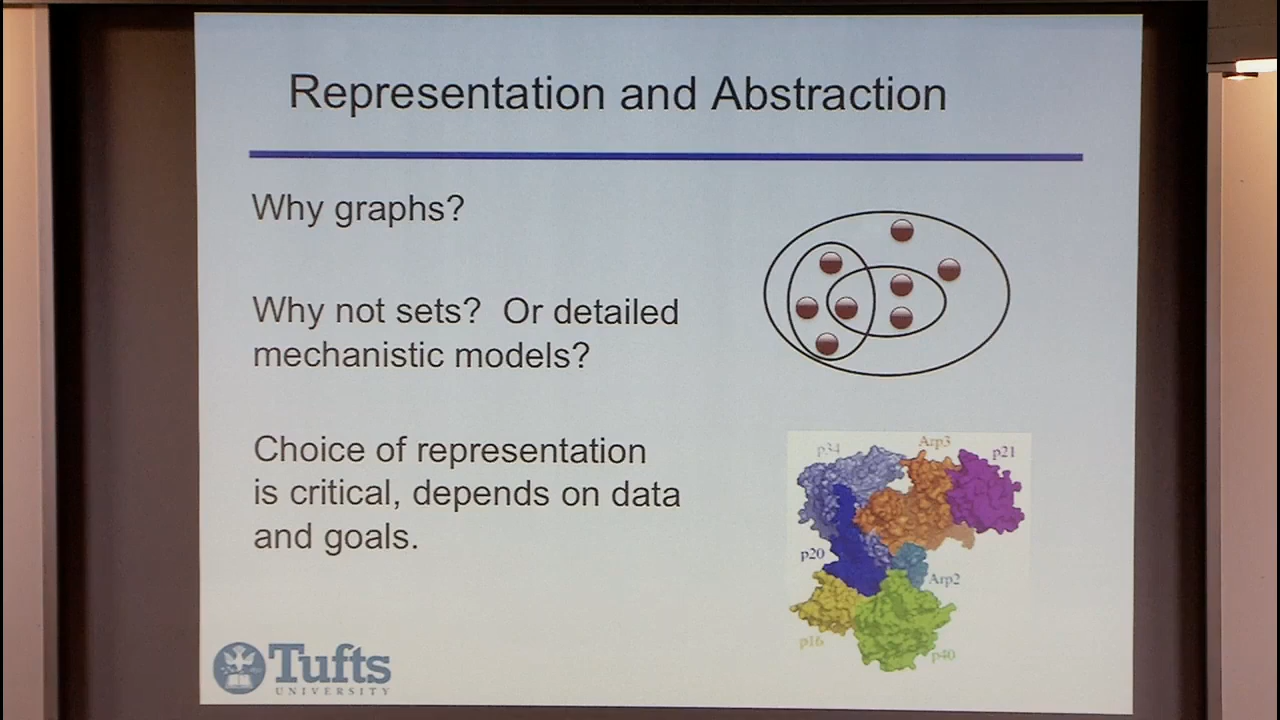 Representation and Abstraction
Why graphs?
Why not sets? Or detailed
mechanistic models?
Choice of representation
is critical, depends on data
and goals.
p34
Arp3
p21
p20
Arp2
p16
p40
Tufts
UNIVERSITY